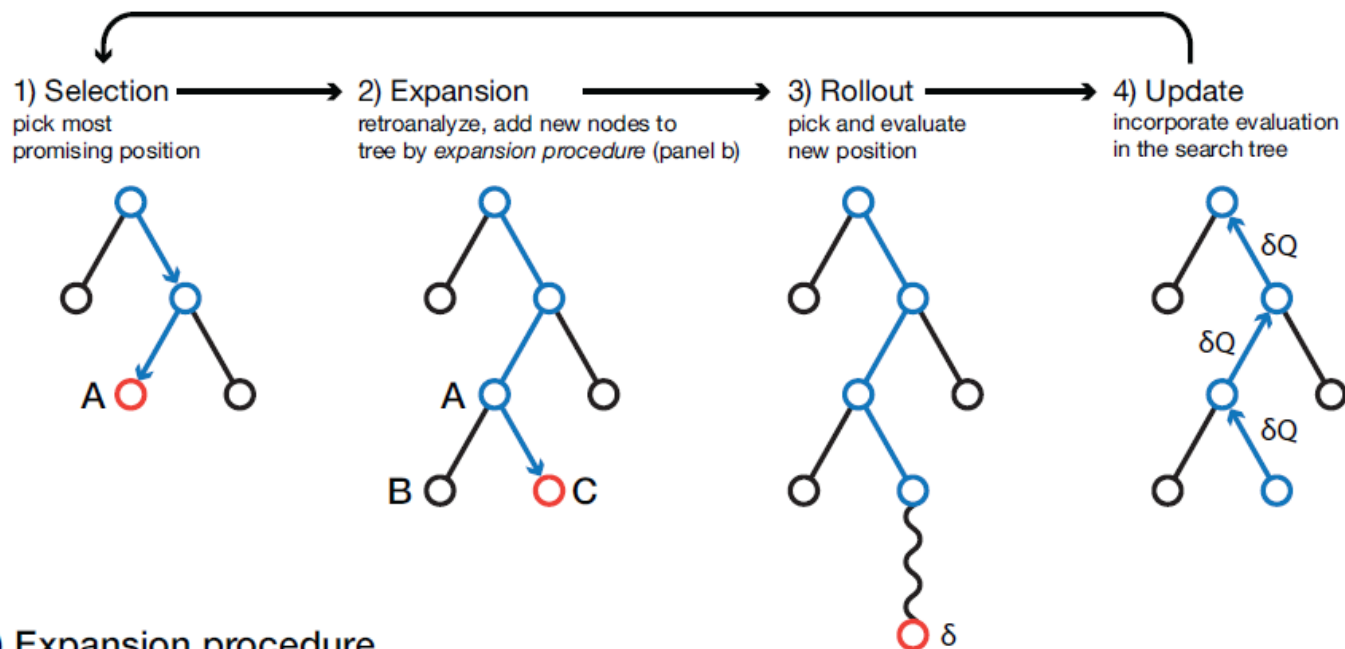 1) Selection
pick most
promising position
2) Expansion
retroanalyze, add new nodes to
tree by expansion procedure (panel b)
3) Rollout
pick and evaluate
new position
4) Update
incorporate evaluation
in the search tree
A
A
B
C
δ
δQ
δQ
δQ
) Expansion procedure